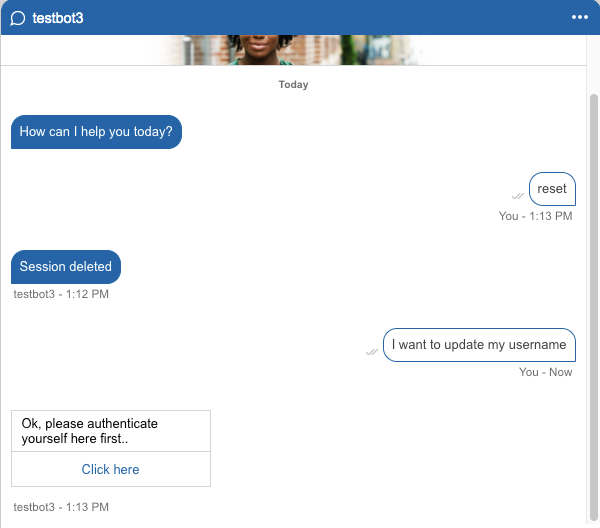 testbot3
Today
How can I help you today?
reset
You - 1:13 PM
Session deleted
testbot3 - 1:12 PM
I want to update my username
You - Now
Ok, please authenticate
yourself here first..
Click here
testbot3 - 1:13 PM